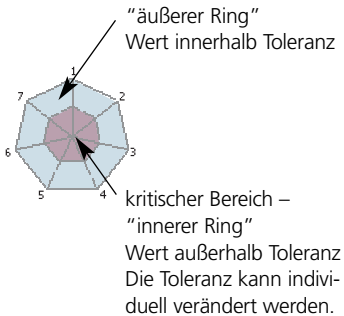 “äußerer Ring”
Wert innerhalb Toleranz
1
7
2
6
3
5
4
kritischer Bereich –
“innerer Ring”
Wert außerhalb Toleranz
Die Toleranz kann indivi-
duell verändert werden.